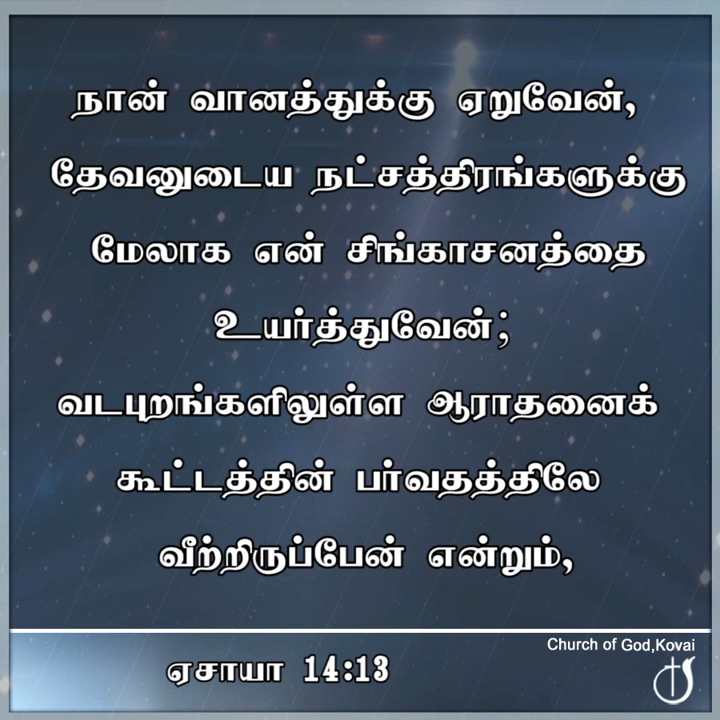 நான் வானத்துக்கு ஏறுவேன்,
தேவனுடைய நட்சத்திரங்களுக்கு
மேலாக என் சிங்காசனத்தை
உயர்த்துவேன்;
வடபுறங்களிலுள்ள ஆராதனைக்
கூட்டத்தின் பர்வதத்திலே
வீற்றிருப்பேன் என்றும்,
Church of God,Kovai
ஏசாயா 14:13